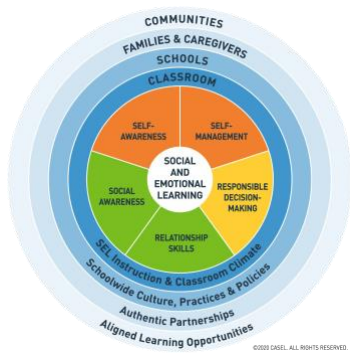 COMMUNITIES
FAMILIES & CAREGIVERS
SCHOOLS
CLASSROOM
SELF-
AWARENESS
SELF-
MANAGEMENT
SOCIAL
AND
EMOTIONAL
LEARNING
SOCIAL
AWARENESS
RESPONSIBLE
DECISION-
MAKING
RELATIONSHIP
SKILLS
SEL Instruction & Classroom Climate
Schoolwide Culture, Practices & Policies
Authentic Partnerships
Aligned Learning Opportunities
©2020 CASEL. ALL RIGHTS RESERVED.